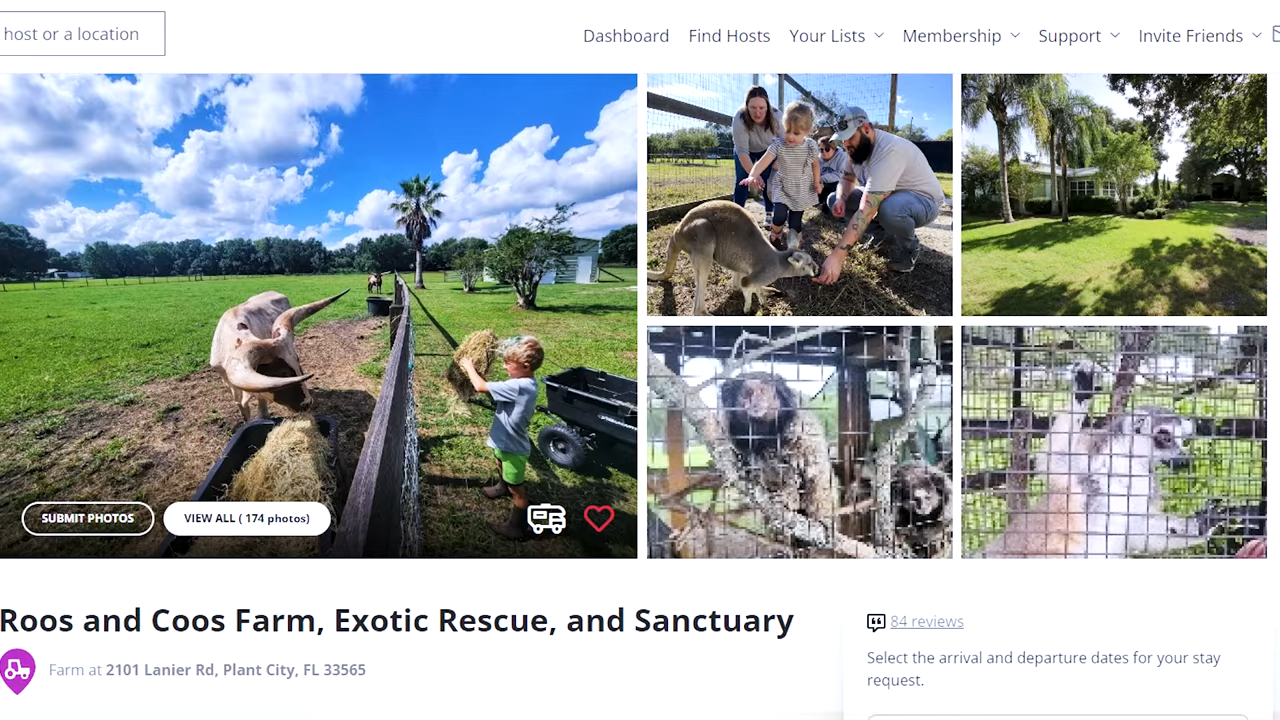 host or a location
Dashboard Find Hosts Your Lists Membership Support Invite Friends
SUBMIT PHOTOS
VIEW ALL ( 174 photos)
Roos and Coos Farm, Exotic Rescue, and Sanctuary
Farm at 2101 Lanier Rd, Plant City, FL 33565
84 reviews
Select the arrival and departure dates for your stay
request.